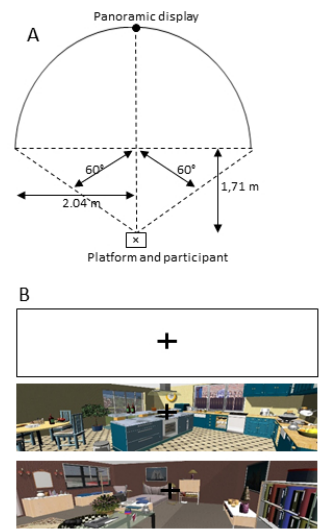 Panoramic display
A
60°
60°
1,71 m
2.04 m
×
Platform and participant
B